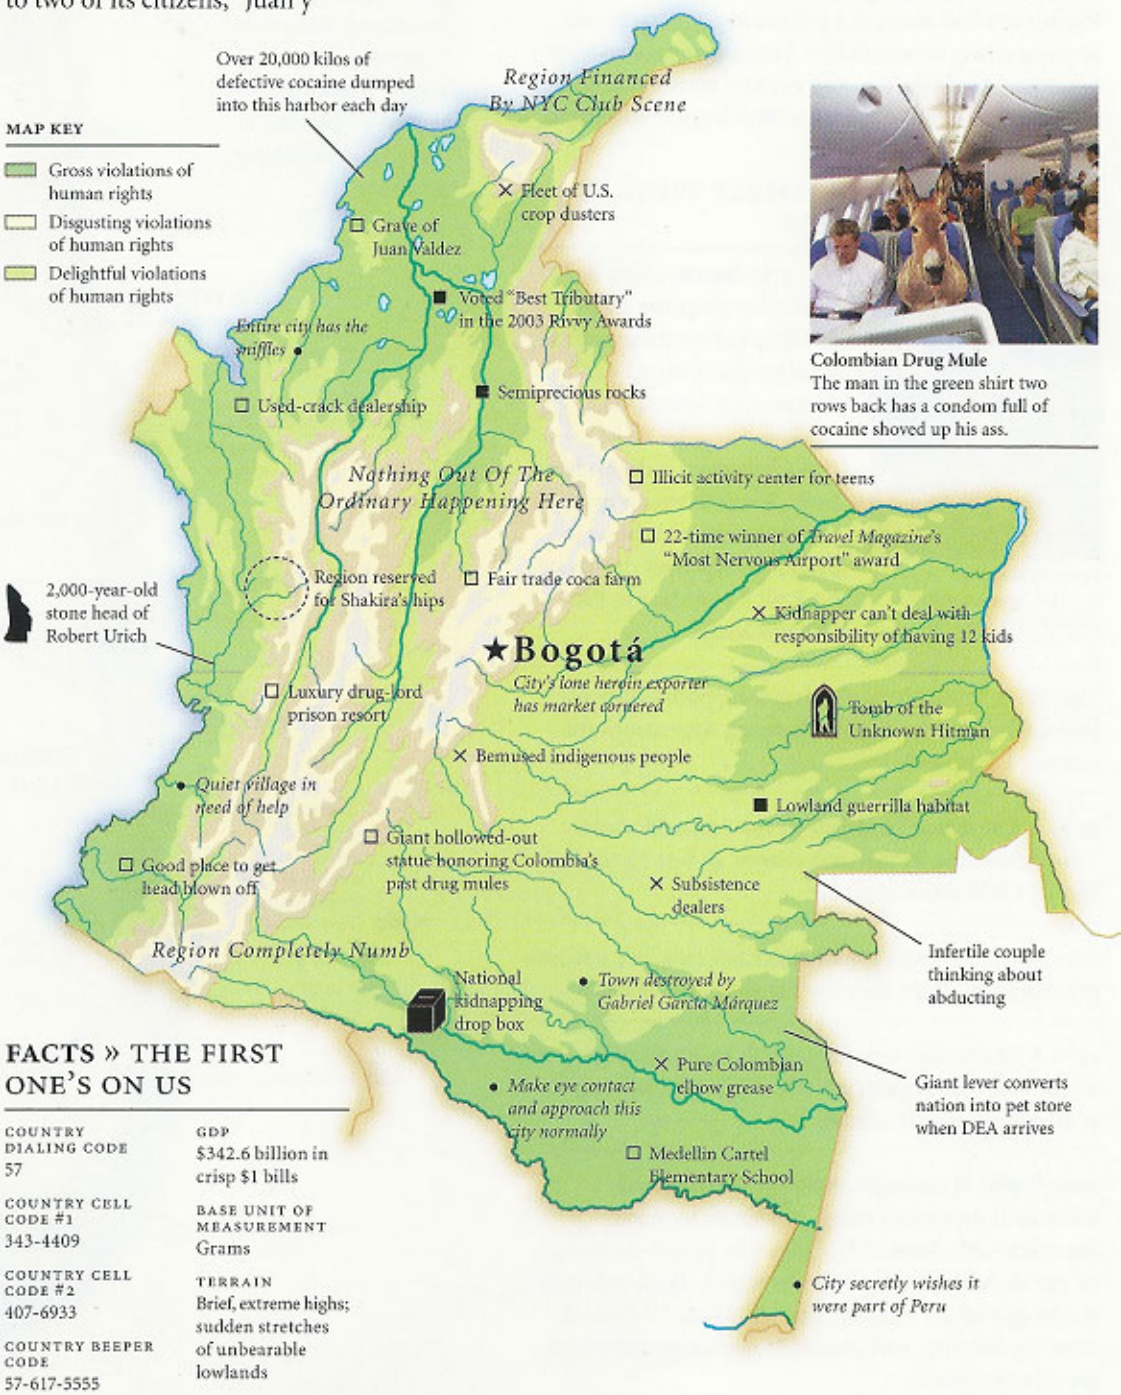 to two of its citizens, "Juan y
Over 20,000 kilos of
defective cocaine dumped
into this harbor each day
Region Financed
By NYC Club Scene
MAP KEY
Gross violations of
human rights
Disgusting violations
of human rights
Delightful violations
of human rights
Fleet of U.S.
crop dusters
Grave of
Juan Valdez
Voted "Best Tributary"
in the 2003 Rivvy Awards
Entire city has the
sniffles
Semiprecious rocks
Used-crack dealership
Colombian Drug Mule
The man in the green shirt two
rows back has a condom full of
cocaine shoved up his ass.
Nothing Out Of The
Ordinary Happening Here
Illicit activity center for teens
22-time winner of Travel Magazine's
"Most Nervous Airport" award
Region reserved
for Shakira's hips
Fair trade coca farm
2,000-year-old
stone head of
Robert Urich
Kidnapper can't deal with
responsibility of having 12 kids
Bogotá
City's lone heroin exporter
has market cornered
Luxury drug-lord
prison resort
Tomb of the
Unknown Hitman
Bemused indigenous people
Quiet village in
need of help
Lowland guerrilla habitat
Giant hollowed-out
statue honoring Colombia's
past drug mules
Good place to get
head blown off
Subsistence
dealers
Region Completely Numb
Infertile couple
thinking about
abducting
National
kidnapping
drop box
Town destroyed by
Gabriel García Márquez
Pure Colombian
elbow grease
Make eye contact
and approach this
city normally
Giant lever converts
nation into pet store
when DEA arrives
Medellin Cartel
Elementary School
City secretly wishes it
were part of Peru
FACTS » THE FIRST
ONE'S ON US
COUNTRY
DIALING CODE
57
COUNTRY CELL
CODE #1
343-4409
COUNTRY CELL
CODE #2
407-6933
COUNTRY BEEPER
CODE
57-617-5555
GDP
$342.6 billion in
crisp $1 bills
BASE UNIT OF
MEASUREMENT
Grams
TERRAIN
Brief, extreme highs;
sudden stretches
of unbearable
lowlands